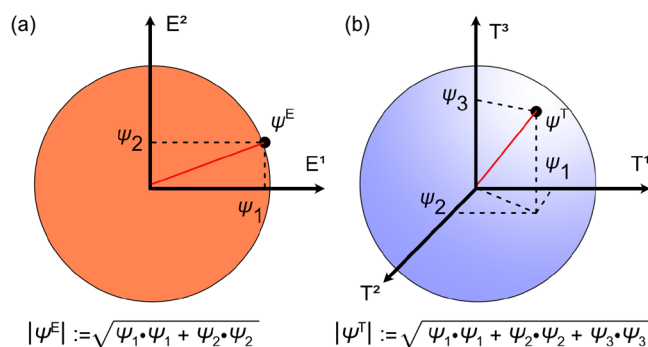 (a)
E²
ψ₂
ψᴱ
E¹
ψ₁
|ψᴱ| := √ψ₁•ψ₁ + ψ₂•ψ₂
(b)
T³
ψ₃
ψᵀ
ψ₁
T¹
ψ₂
T²
|ψᵀ| := √ψ₁•ψ₁ + ψ₂•ψ₂ + ψ₃•ψ₃